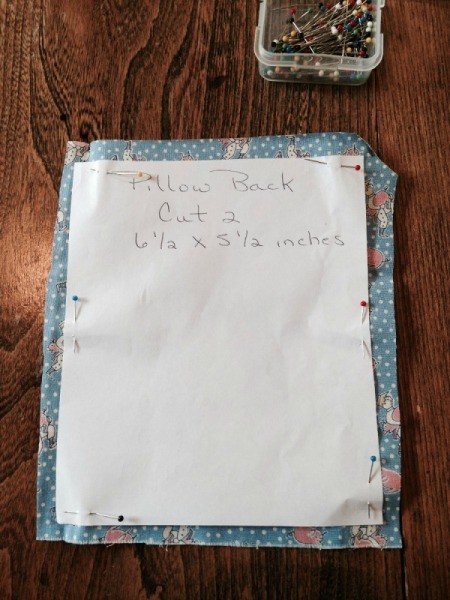 Pillow Back
Cut 2
6 1/2 x 5 1/2 inches